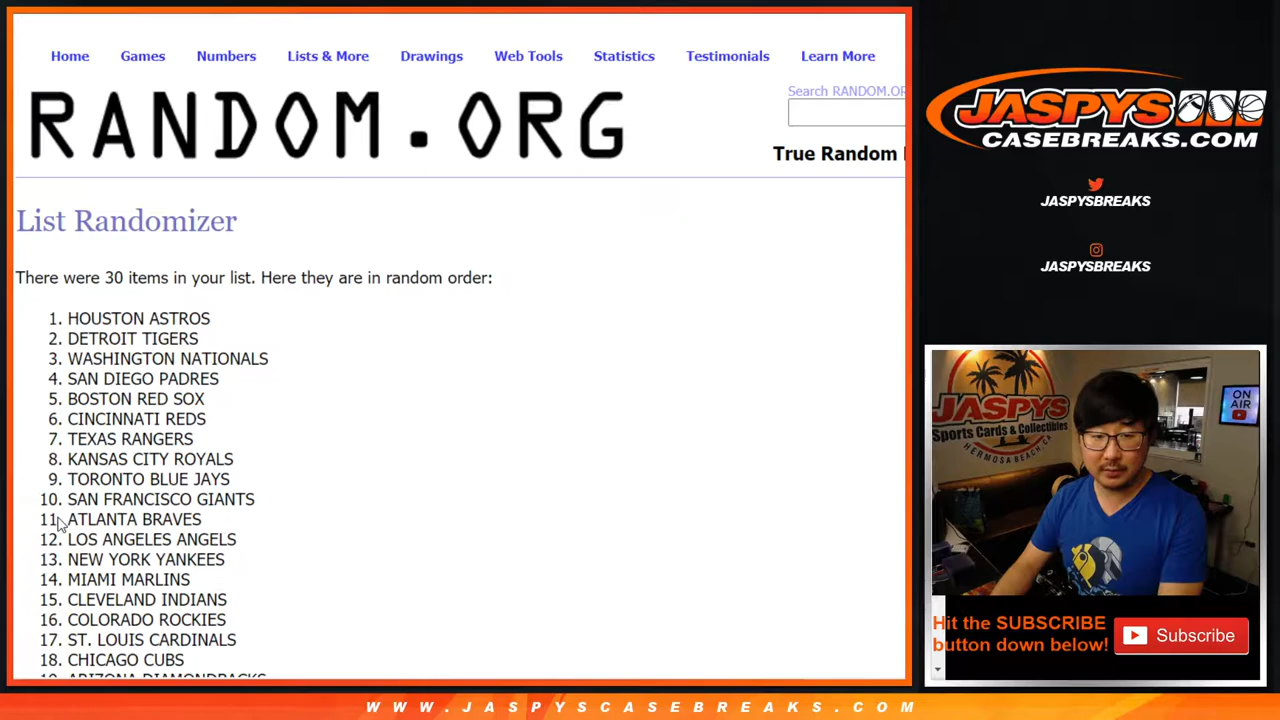 Home Games Numbers Lists & More Drawings Web Tools Statistics Testimonials Learn More
RANDOM.ORG
Search RANDOM.OR
True Random
List Randomizer
There were 30 items in your list. Here they are in random order:
1. HOUSTON ASTROS
2. DETROIT TIGERS
3. WASHINGTON NATIONALS
4. SAN DIEGO PADRES
5. BOSTON RED SOX
6. CINCINNATI REDS
7. TEXAS RANGERS
8. KANSAS CITY ROYALS
9. TORONTO BLUE JAYS
10. SAN FRANCISCO GIANTS
11. ATLANTA BRAVES
12. LOS ANGELES ANGELS
13. NEW YORK YANKEES
14. MIAMI MARLINS
15. CLEVELAND INDIANS
16. COLORADO ROCKIES
17. ST. LOUIS CARDINALS
18. CHICAGO CUBS
19. ARIZONA DIAMONDBACKS
JASPYS
CASEBREAKS.COM
JASPYSBREAKS
JASPYSBREAKS
JASPYS
Sports Cards & Collectibles
HERMOSA BEACH, CA
ON
AIR
Hit the SUBSCRIBE
button down below!
Subscribe
WWW.JASPYSCASEBREAKS.COM